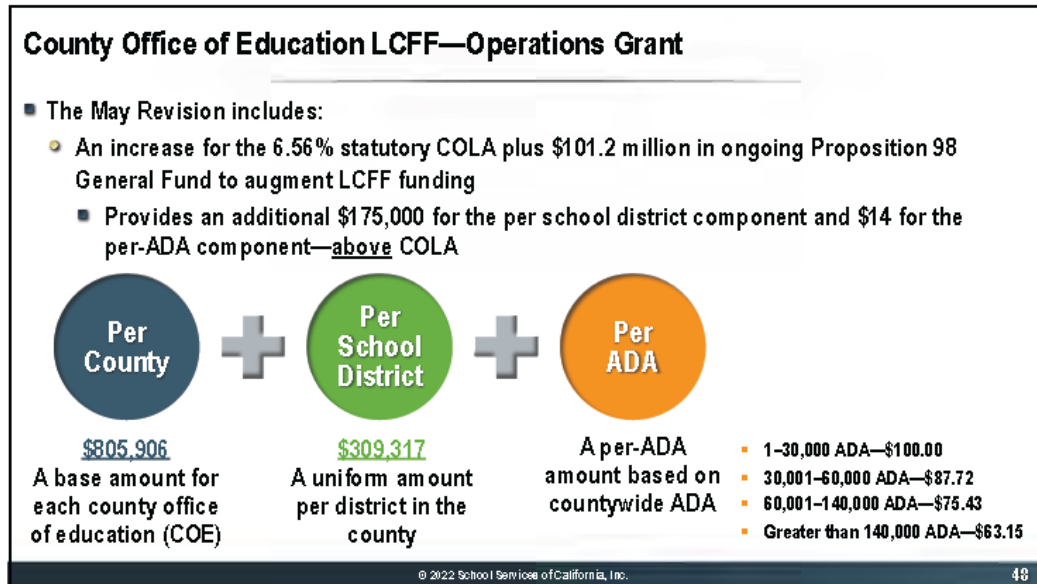 County Office of Education LCFF—Operations Grant
The May Revision includes:
An increase for the 6.56% statutory COLA plus $101.2 million in ongoing Proposition 98
General Fund to augment LCFF funding
Provides an additional $175,000 for the per school district component and $14 for the
per-ADA component—above COLA
Per
County
Per
School
District
Per
ADA
$805,906
A base amount for
each county office
of education (COE)
$309,317
A uniform amount
per district in the
county
A per-ADA
amount based on
countywide ADA
1–30,000 ADA—$100.00
30,001–60,000 ADA—$87.72
60,001–140,000 ADA—$75.43
Greater than 140,000 ADA—$63.15
© 2022 School Services of California, Inc.
48